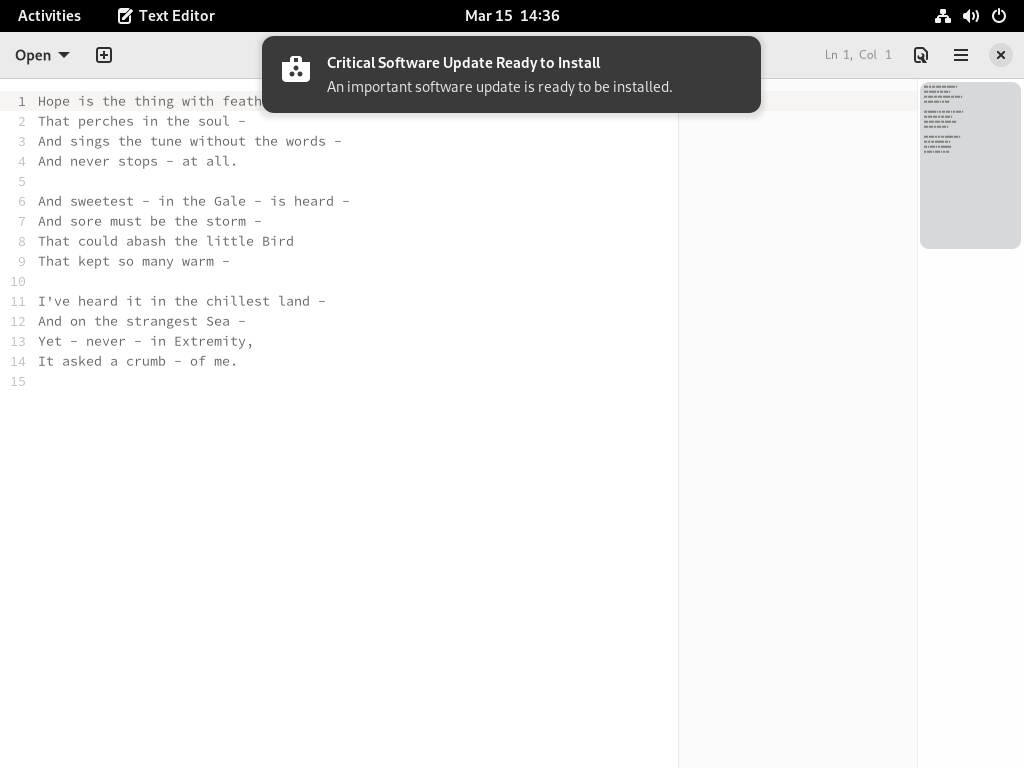 Activities Text Editor Mar 15 14:36
Open Ln 1, Col 1
Critical Software Update Ready to Install
An important software update is ready to be installed.
1 Hope is the thing with
2 That perches in the soul -
3 And sings the tune without the words -
4 And never stops - at all.
5
6 And sweetest - in the Gale - is heard -
7 And sore must be the storm -
8 That could abash the little Bird
9 That kept so many warm -
10
11 I've heard it in the chillest land -
12 And on the strangest Sea -
13 Yet - never - in Extremity,
14 It asked a crumb - of me.
15